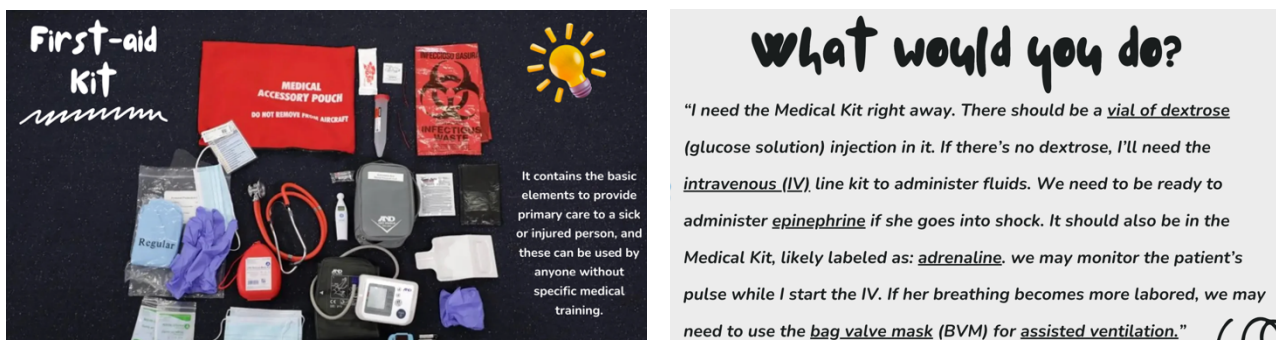 First-aid
Kit
MEDICAL
ACCESSORY POUCH
DO NOT REMOVE FROM AIRCRAFT
INFECTIOUS
WASTE
Regular
AND
It contains the basic
elements to provide
primary care to a sick
or injured person, and
these can be used by
anyone without
specific medical
training.
What would you do?
“I need the Medical Kit right away. There should be a vial of dextrose
(glucose solution) injection in it. If there’s no dextrose, I’ll need the
intravenous (IV) line kit to administer fluids. We need to be ready to
administer epinephrine if she goes into shock. It should also be in the
Medical Kit, likely labeled as: adrenaline. we may monitor the patient’s
pulse while I start the IV. If her breathing becomes more labored, we may
need to use the bag valve mask (BVM) for assisted ventilation.”